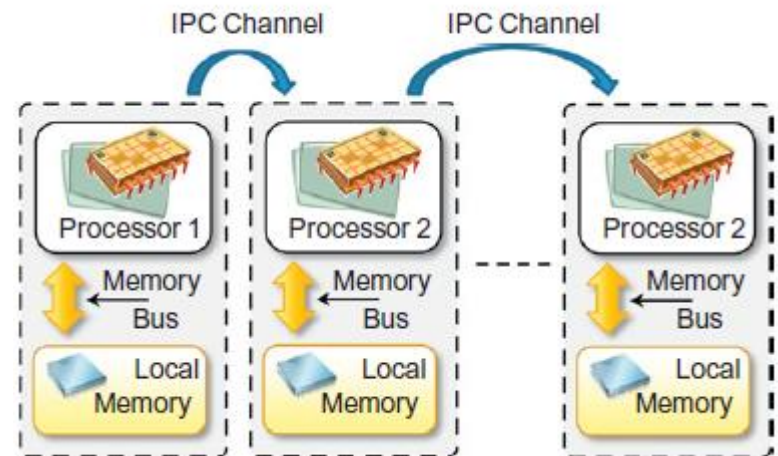 IPC Channel
IPC Channel
Processor 1
Processor 2
Processor 2
Memory
Bus
Memory
Bus
Memory
Bus
Local
Memory
Local
Memory
Local
Memory